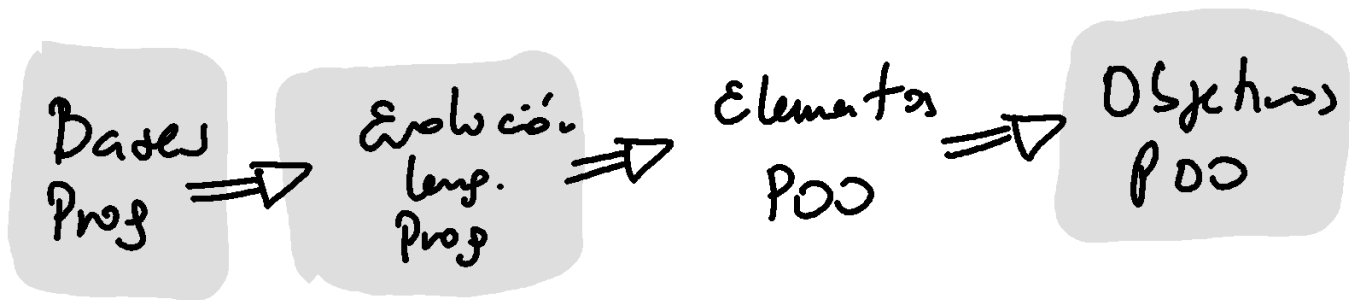 Bases
Prog
Evolución
leng.
Prog
Elementos
POO
Objetivos
POO